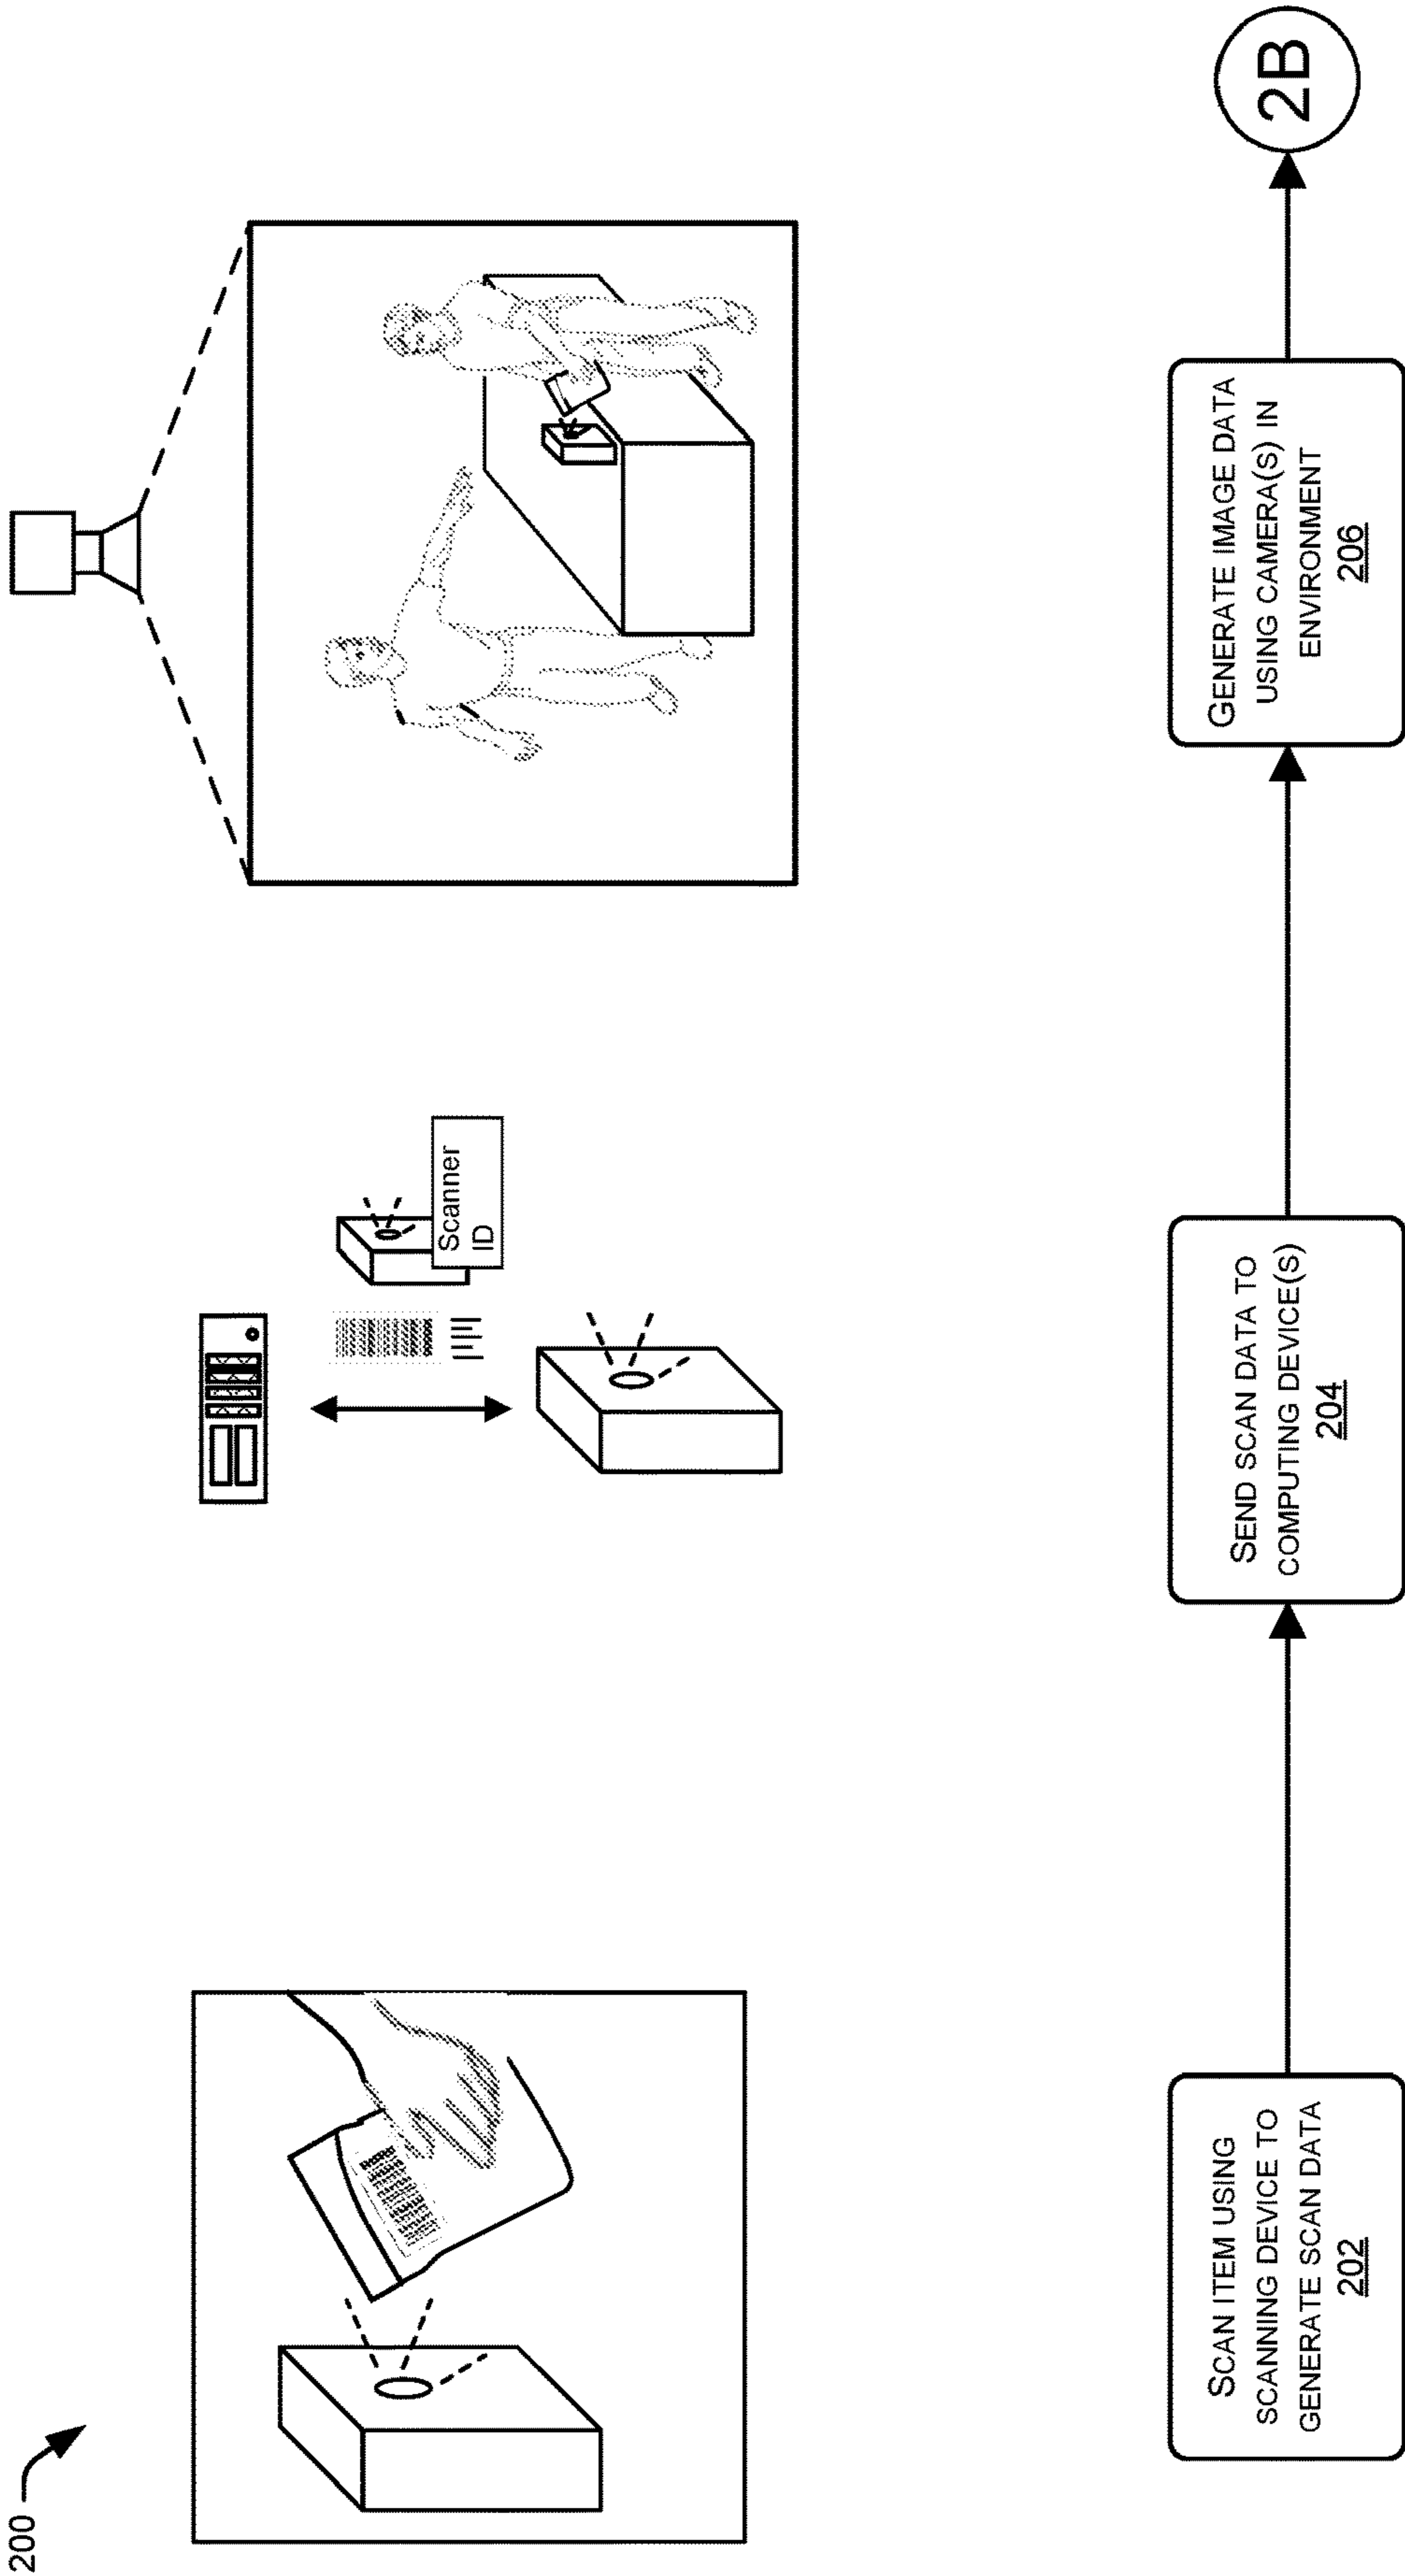 200
Scanner
ID
SCAN ITEM USING
SCANNING DEVICE TO
GENERATE SCAN DATA
202
SEND SCAN DATA TO
COMPUTING DEVICE(S)
204
GENERATE IMAGE DATA
USING CAMERA(S) IN
ENVIRONMENT
206
2B